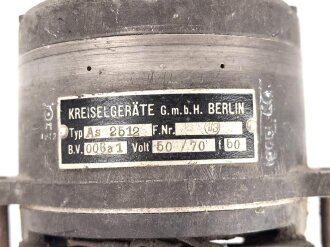 KREISELGERÄTE G.m.b.H. BERLIN
Typ As 2512 F.Nr.
B.V. 006a1 Volt 50/70 f 50